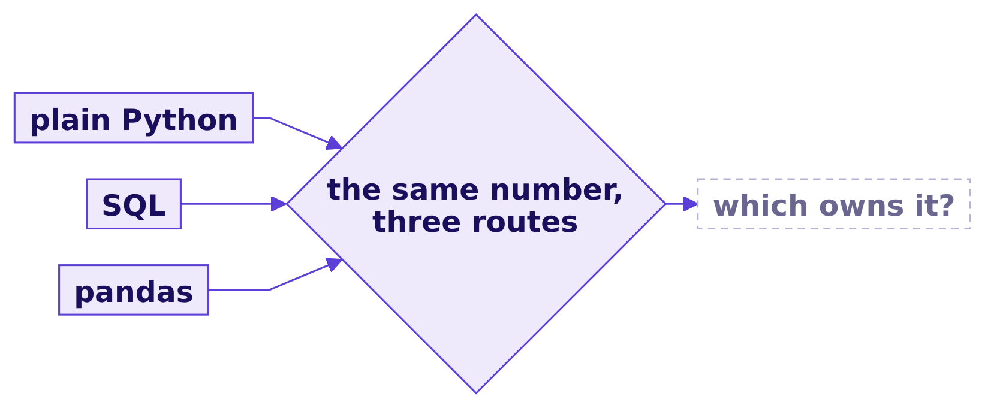 plain Python
SQL
pandas
the same number,
three routes
which owns it?